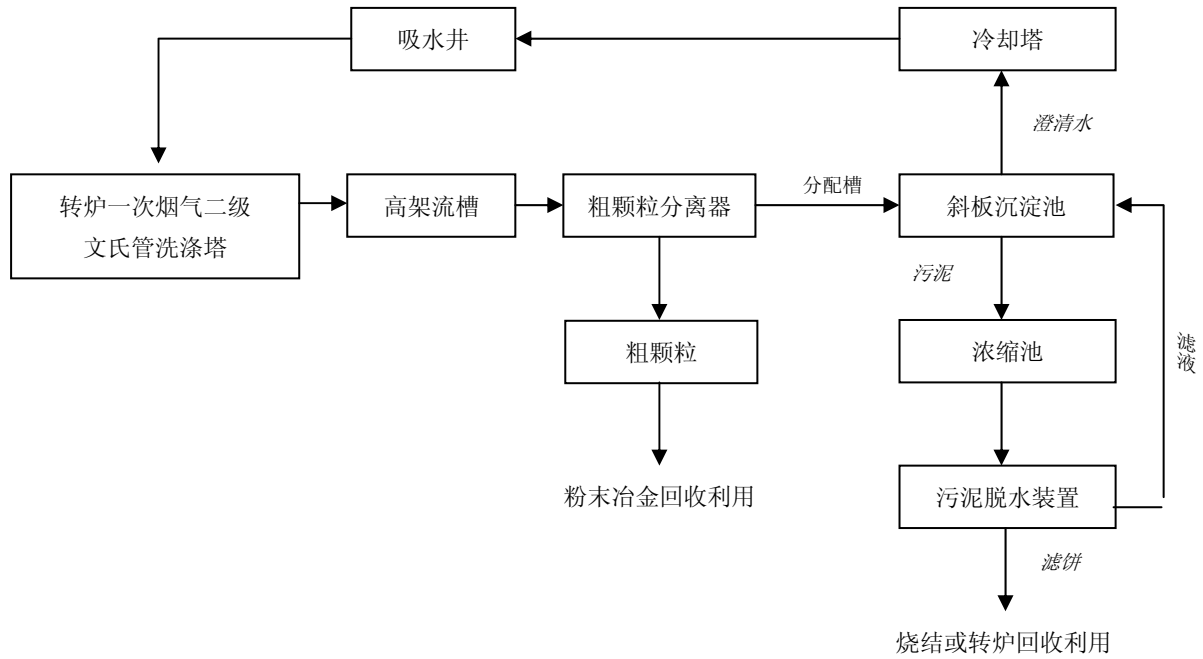 吸水井
冷却塔
澄清水
转炉一次烟气二级
文氏管洗涤塔
高架流槽
粗颗粒分离器
分配槽
斜板沉淀池
污泥
粗颗粒
浓缩池
滤液
粉末冶金回收利用
污泥脱水装置
滤饼
烧结或转炉回收利用